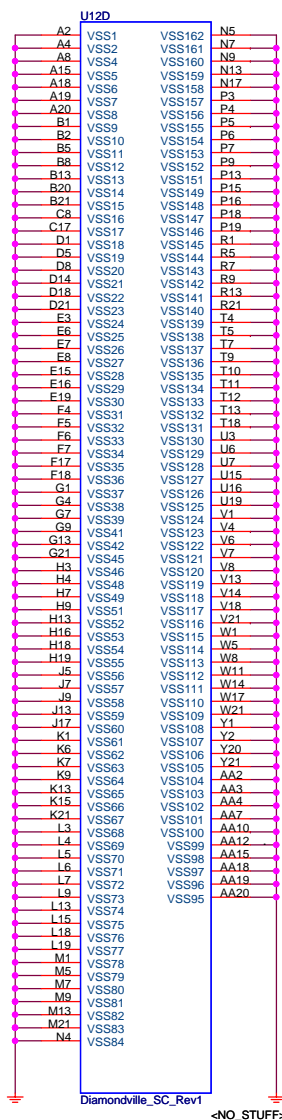 U12D
A2 VSS1 VSS162 N5
A4 VSS2 VSS161 N7
A8 VSS4 VSS160 N9
A15 VSS5 VSS159 N13
A18 VSS6 VSS158 N17
A19 VSS7 VSS157 P3
A20 VSS8 VSS156 P4
B1 VSS9 VSS155 P5
B2 VSS10 VSS154 P6
B5 VSS11 VSS153 P7
B8 VSS12 VSS152 P9
B13 VSS13 VSS151 P13
B20 VSS14 VSS149 P15
B21 VSS15 VSS148 P16
C8 VSS16 VSS147 P18
C17 VSS17 VSS146 P19
D1 VSS18 VSS145 R1
D5 VSS19 VSS144 R5
D8 VSS20 VSS143 R7
D14 VSS21 VSS142 R9
D18 VSS22 VSS141 R13
D21 VSS23 VSS140 R21
E3 VSS24 VSS139 T4
E6 VSS25 VSS138 T5
E7 VSS26 VSS137 T7
E8 VSS27 VSS136 T9
E15 VSS28 VSS135 T10
E16 VSS29 VSS134 T11
E19 VSS30 VSS133 T12
F4 VSS31 VSS132 T13
F5 VSS32 VSS131 T18
F6 VSS33 VSS130 U3
F7 VSS34 VSS129 U6
F17 VSS35 VSS128 U7
F18 VSS36 VSS127 U15
G1 VSS37 VSS126 U16
G4 VSS38 VSS125 U19
G7 VSS39 VSS124 V1
G9 VSS41 VSS123 V4
G13 VSS42 VSS122 V6
G21 VSS45 VSS121 V7
H3 VSS46 VSS120 V8
H4 VSS48 VSS119 V13
H7 VSS49 VSS118 V14
H9 VSS51 VSS117 V18
H13 VSS52 VSS116 V21
H16 VSS53 VSS115 W1
H18 VSS54 VSS114 W5
H19 VSS55 VSS113 W8
J5 VSS56 VSS112 W11
J7 VSS57 VSS111 W14
J9 VSS58 VSS110 W17
J13 VSS59 VSS109 W21
J17 VSS60 VSS108 Y1
K1 VSS61 VSS107 Y2
K6 VSS62 VSS106 Y20
K7 VSS63 VSS105 Y21
K9 VSS64 VSS104 AA2
K13 VSS65 VSS103 AA3
K15 VSS66 VSS102 AA4
K21 VSS67 VSS101 AA7
L3 VSS68 VSS100 AA10
L4 VSS69 VSS99 AA12
L5 VSS70 VSS98 AA15
L6 VSS71 VSS97 AA18
L7 VSS72 VSS96 AA19
L9 VSS73 VSS95 AA20
L13 VSS74
L15 VSS75
L18 VSS76
L19 VSS77
M1 VSS78
M5 VSS79
M7 VSS80
M9 VSS81
M13 VSS82
M21 VSS83
N4 VSS84
Diamondville_SC_Rev1
<NO_STUFF>